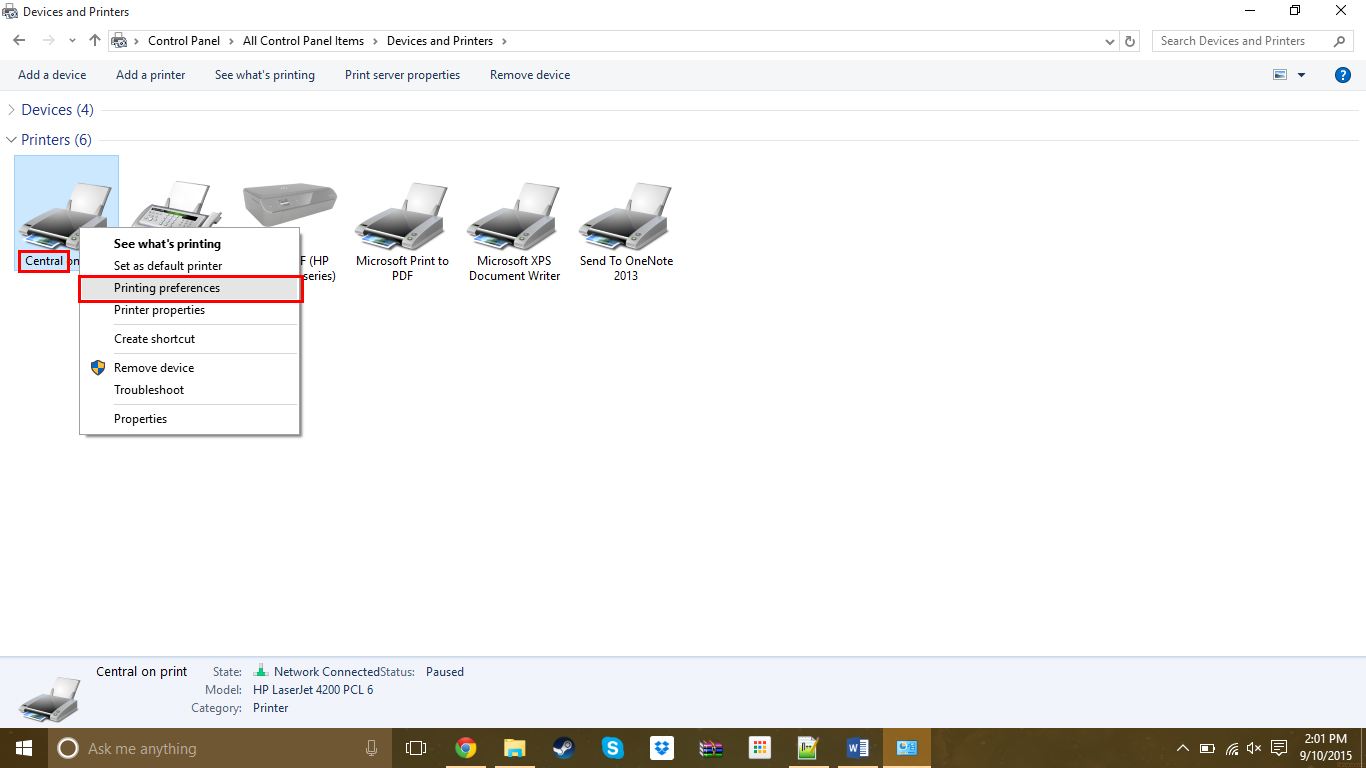 Devices and Printers
Control Panel > All Control Panel Items > Devices and Printers >
Search Devices and Printers
Add a device
Add a printer
See what's printing
Print server properties
Remove device
?
Devices (4)
Printers (6)
Central on
F (HP
series)
Microsoft Print to
PDF
Microsoft XPS
Document Writer
Send To OneNote
2013
See what's printing
Set as default printer
Printing preferences
Printer properties
Create shortcut
Remove device
Troubleshoot
Properties
Central on print
State: Network Connected Status: Paused
Model: HP LaserJet 4200 PCL 6
Category: Printer
Ask me anything
2:01 PM
9/10/2015